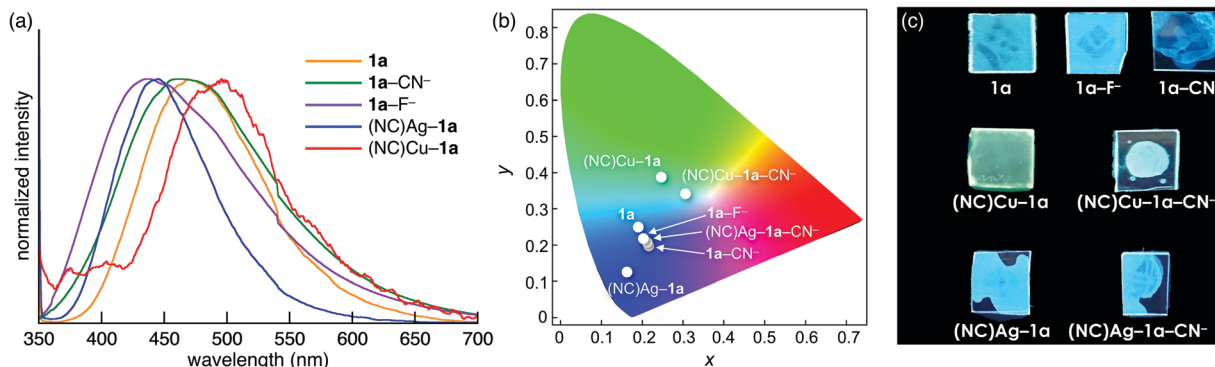 (a)
normalized intensity
1a
1a–CN⁻
1a–F⁻
(NC)Ag–1a
(NC)Cu–1a
350 400 450 500 550 600 650 700
wavelength (nm)
(b)
y
0.8
0.7
0.6
0.5
0.4
0.3
0.2
0.1
0
(NC)Cu–1a
(NC)Cu–1a–CN⁻
1a
1a–F⁻
(NC)Ag–1a–CN⁻
1a–CN⁻
(NC)Ag–1a
0 0.1 0.2 0.3 0.4 0.5 0.6 0.7
x
(c)
1a 1a–F⁻ 1a–CN
(NC)Cu–1a (NC)Cu–1a–CN⁻
(NC)Ag–1a (NC)Ag–1a–CN⁻